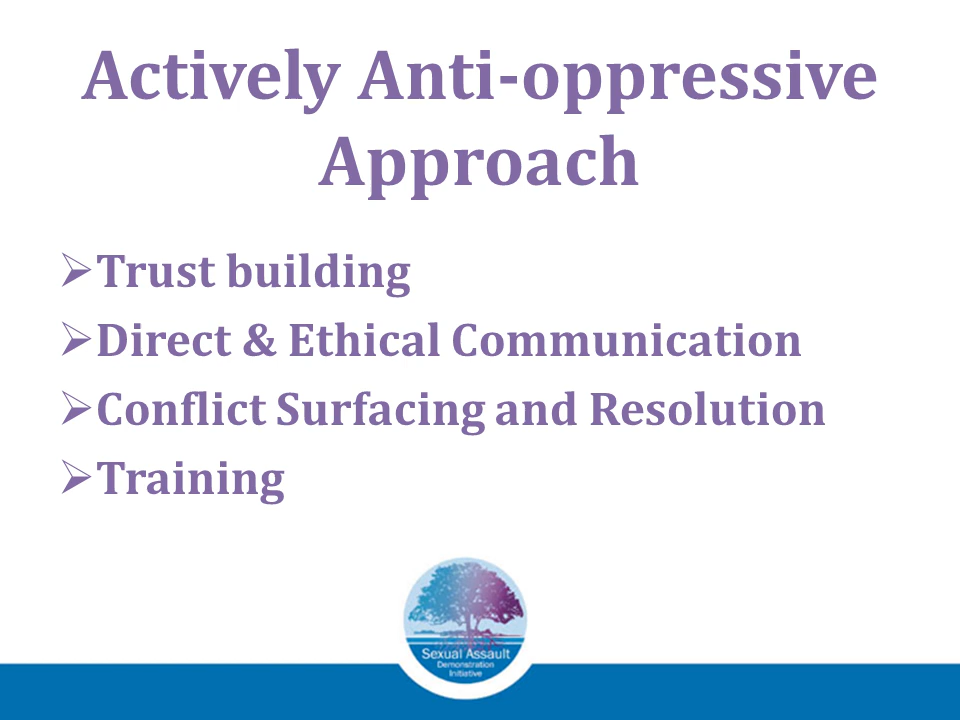 Actively Anti-oppressive
Approach
➢Trust building
➢Direct & Ethical Communication
➢Conflict Surfacing and Resolution
➢Training
Sexual Assault
Demonstration
Initiative